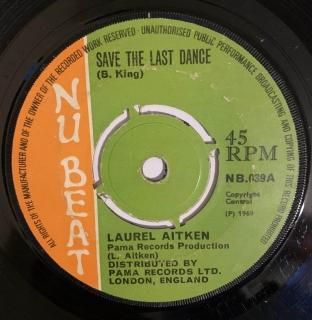 ALL RIGHTS OF THE MANUFACTURER AND OF THE OWNER OF THE RECORDED WORK RESERVED · UNAUTHORISED PUBLIC PERFORMANCE BROADCASTING AND COPYING OF THIS RECORD PROHIBITED
NU BEAT
SAVE THE LAST DANCE
(B. King)
45
RPM
NB.039A
Copyright
Control
(P) 1969
LAUREL AITKEN
Pama Records Production
(L. Aitken)
DISTRIBUTED BY
PAMA RECORDS LTD.
LONDON, ENGLAND